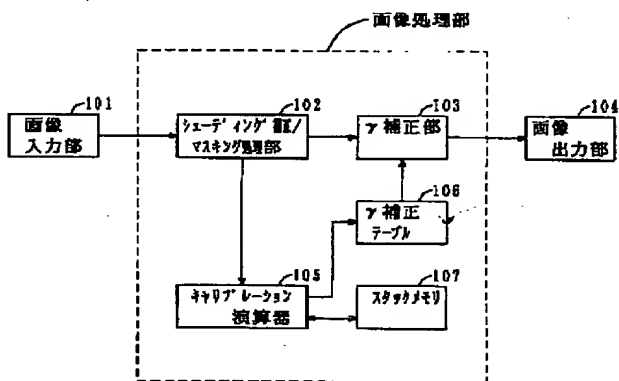 画像処理部
101
画像
入力部
102
シェーディング補正/
マスキング処理部
103
γ補正部
104
画像
出力部
106
γ補正
テーブル
105
キャリブレーション
演算器
107
スタックメモリ